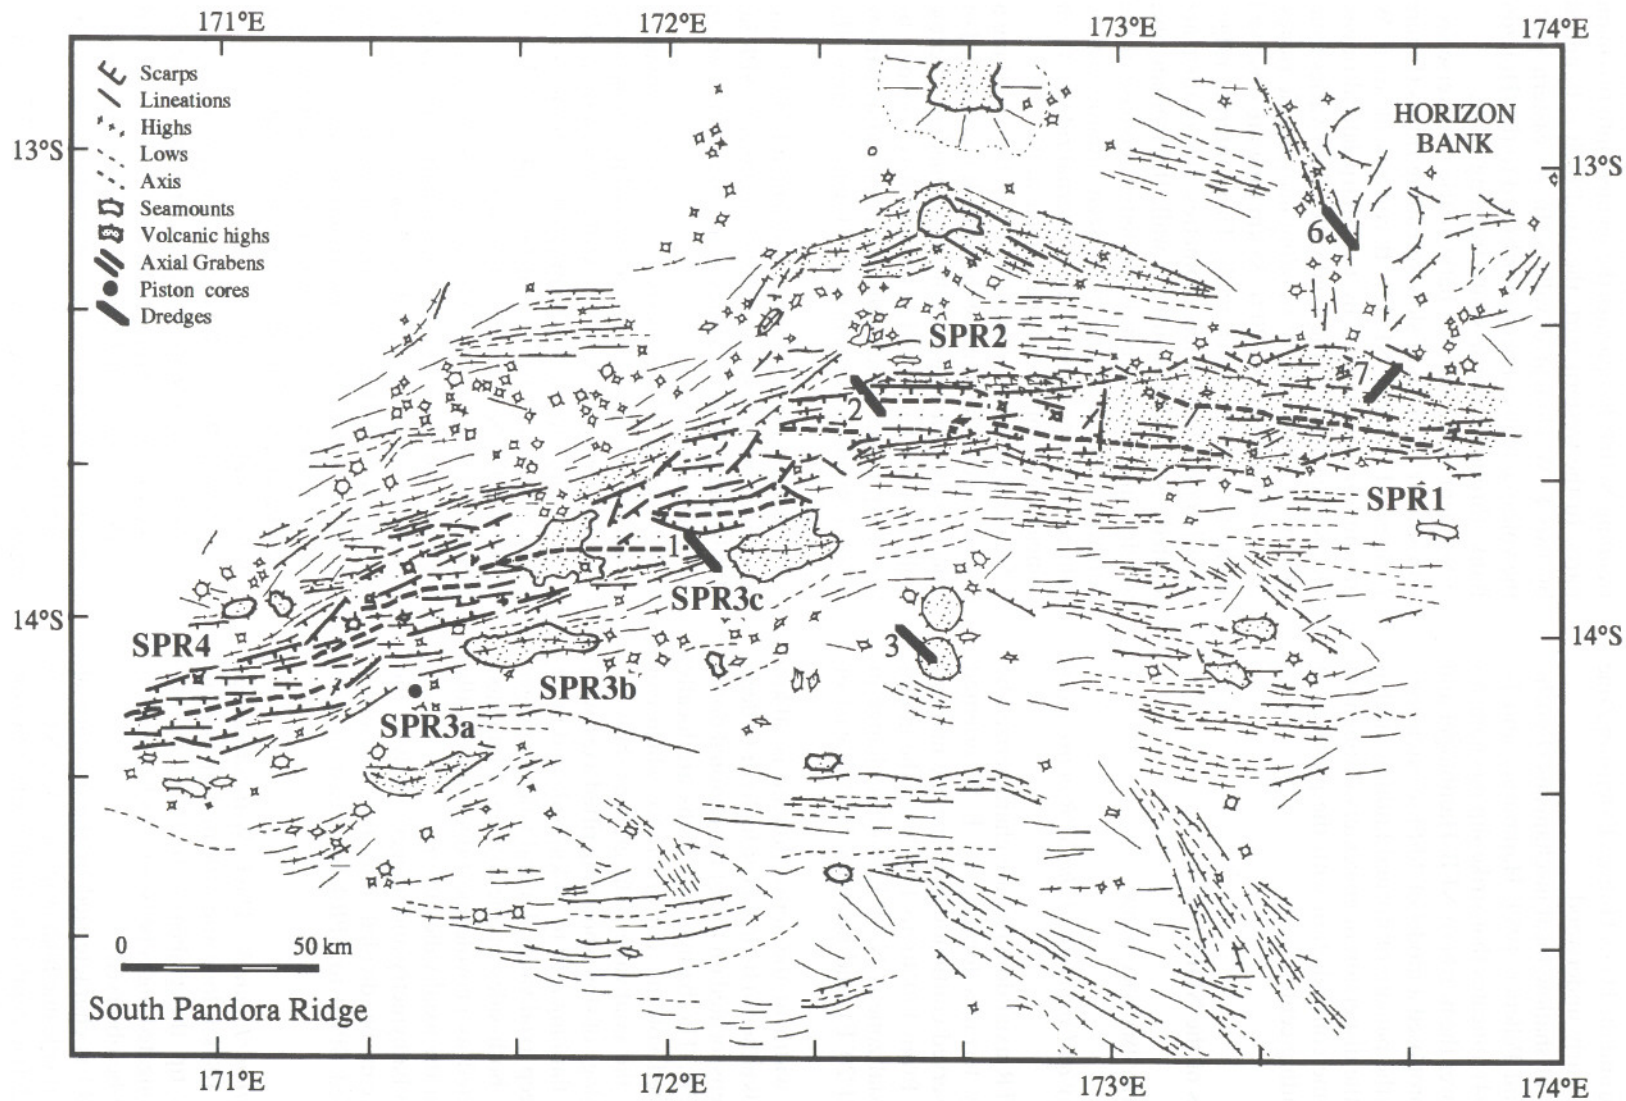 171°E 172°E 173°E 174°E
Scarps
Lineations
Highs
Lows
Axis
Seamounts
Volcanic highs
Axial Grabens
Piston cores
Dredges
HORIZON
BANK
13°S 13°S
6
SPR2
7
2
SPR1
1
SPR3c
14°S 14°S
SPR4
3
SPR3b
SPR3a
0 50 km
South Pandora Ridge
171°E 172°E 173°E 174°E